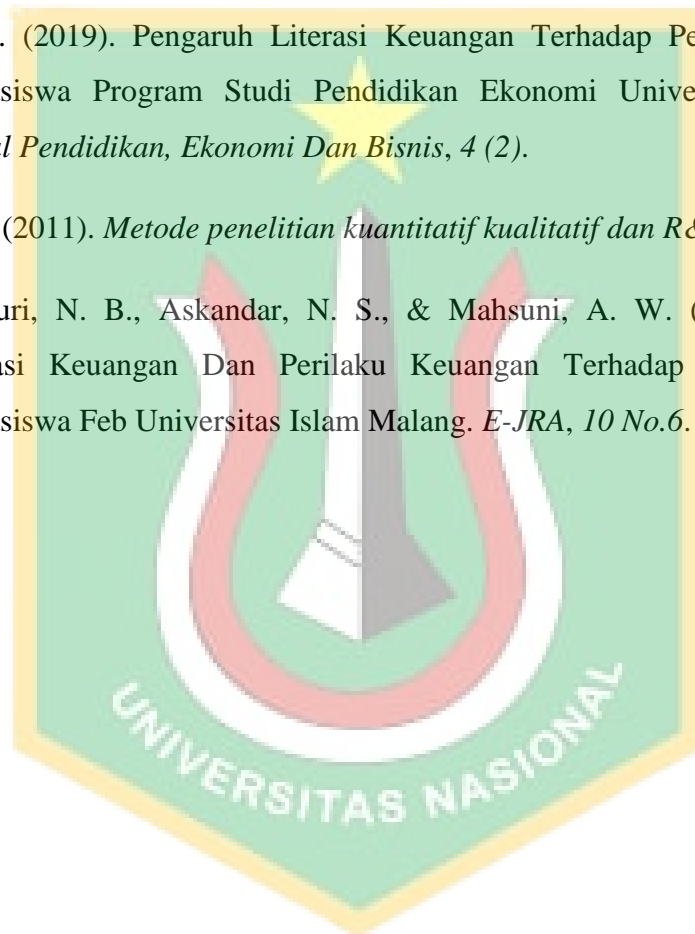 . (2019). Pengaruh Literasi Keuangan Terhadap Pe
siswa Program Studi Pendidikan Ekonomi Unive
l Pendidikan, Ekonomi Dan Bisnis, 4 (2).
(2011). Metode penelitian kuantitatif kualitatif dan R&
uri, N. B., Askandar, N. S., & Mahsuni, A. W. (
asi Keuangan Dan Perilaku Keuangan Terhadap
siswa Feb Universitas Islam Malang. E-JRA, 10 No.6.
UNIVERSITAS NASIONAL